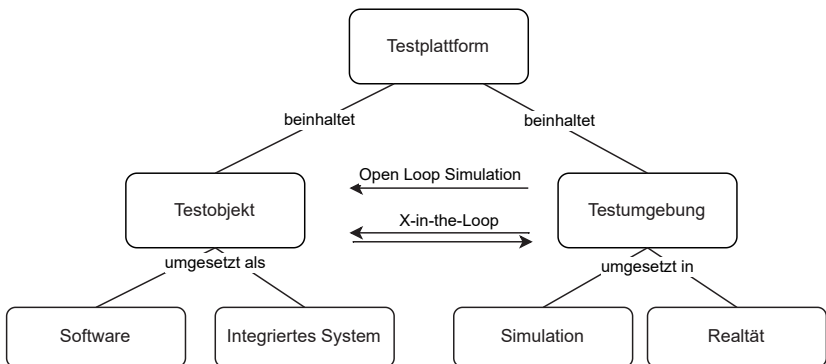 Testplattform
beinhaltet
beinhaltet
Open Loop Simulation
Testobjekt
X-in-the-Loop
Testumgebung
umgesetzt als
umgesetzt in
Software
Integriertes System
Simulation
Realtät